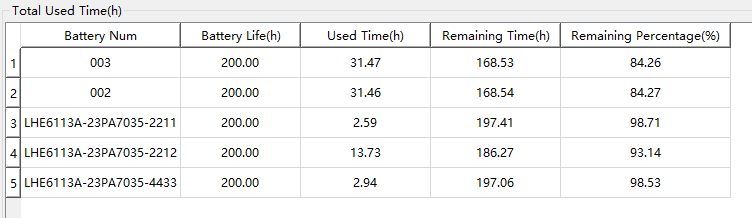 Total Used Time(h)
Battery Num Battery Life(h) Used Time(h) Remaining Time(h) Remaining Percentage(%)
1 003 200.00 31.47 168.53 84.26
2 002 200.00 31.46 168.54 84.27
3 LHE6113A-23PA7035-2211 200.00 2.59 197.41 98.71
4 LHE6113A-23PA7035-2212 200.00 13.73 186.27 93.14
5 LHE6113A-23PA7035-4433 200.00 2.94 197.06 98.53